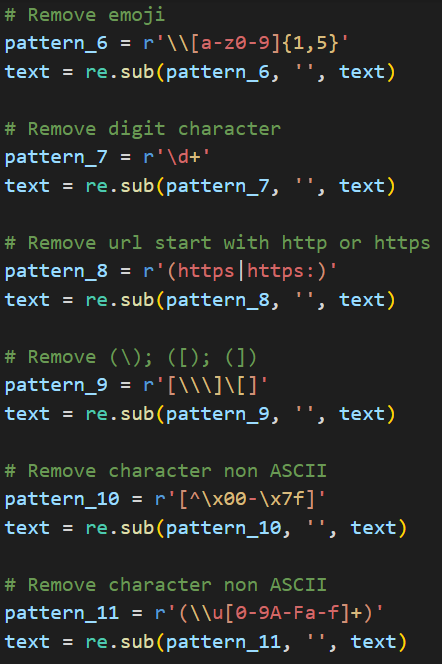 # Remove emoji
pattern_6 = r'\\[a-z0-9]{1,5}'
text = re.sub(pattern_6, '', text)
# Remove digit character
pattern_7 = r'\d+'
text = re.sub(pattern_7, '', text)
# Remove url start with http or https
pattern_8 = r'(https|https:)'
text = re.sub(pattern_8, '', text)
# Remove (\); ([); (])
pattern_9 = r'[\\\]\[]'
text = re.sub(pattern_9, '', text)
# Remove character non ASCII
pattern_10 = r'[^\x00-\x7f]'
text = re.sub(pattern_10, '', text)
# Remove character non ASCII
pattern_11 = r'(\\u[0-9A-Fa-f]+)'
text = re.sub(pattern_11, '', text)